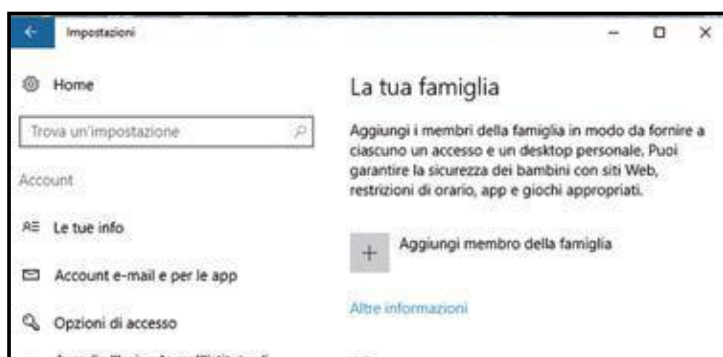 Impostazioni
Home
Trova un'impostazione
Account
Le tue info
Account e-mail e per le app
Opzioni di accesso
La tua famiglia
Aggiungi i membri della famiglia in modo da fornire a
ciascuno un accesso e un desktop personale. Puoi
garantire la sicurezza dei bambini con siti Web,
restrizioni di orario, app e giochi appropriati.
Aggiungi membro della famiglia
Altre informazioni